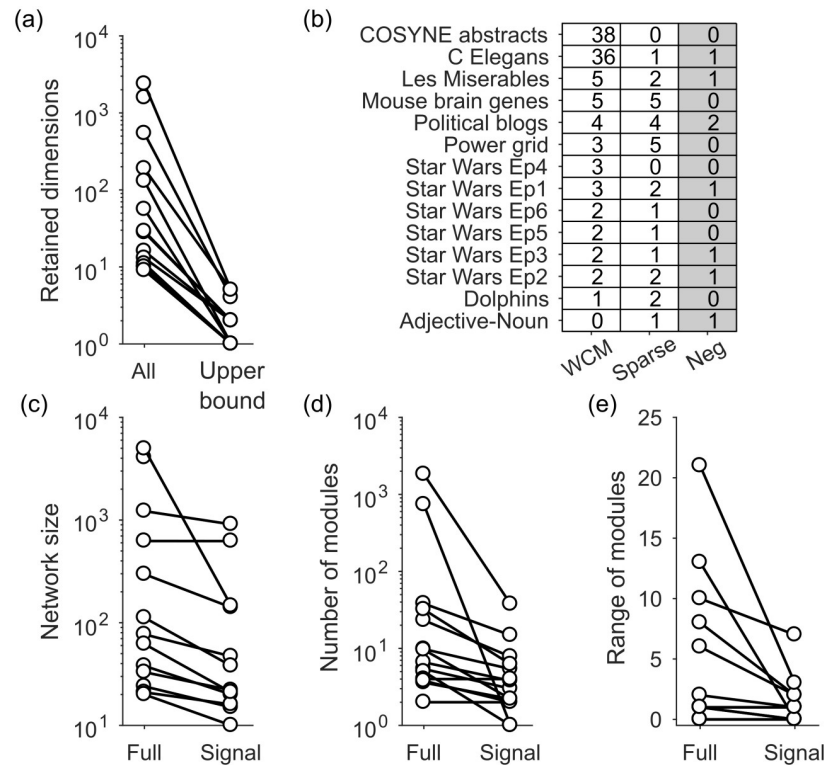 (a)
Retained dimensions
10^4
10^3
10^2
10^1
10^0
All
Upper bound
(b)
COSYNE abstracts 38 0 0
C Elegans 36 1 1
Les Miserables 5 2 1
Mouse brain genes 5 5 0
Political blogs 4 4 2
Power grid 3 5 0
Star Wars Ep4 3 0 0
Star Wars Ep1 3 2 1
Star Wars Ep6 2 1 0
Star Wars Ep5 2 1 0
Star Wars Ep3 2 1 1
Star Wars Ep2 2 2 1
Dolphins 1 2 0
Adjective-Noun 0 1 1
WCM Sparse Neg
(c)
Network size
10^4
10^3
10^2
10^1
Full Signal
(d)
Number of modules
10^4
10^3
10^2
10^1
10^0
Full Signal
(e)
Range of modules
25
20
15
10
5
0
Full Signal